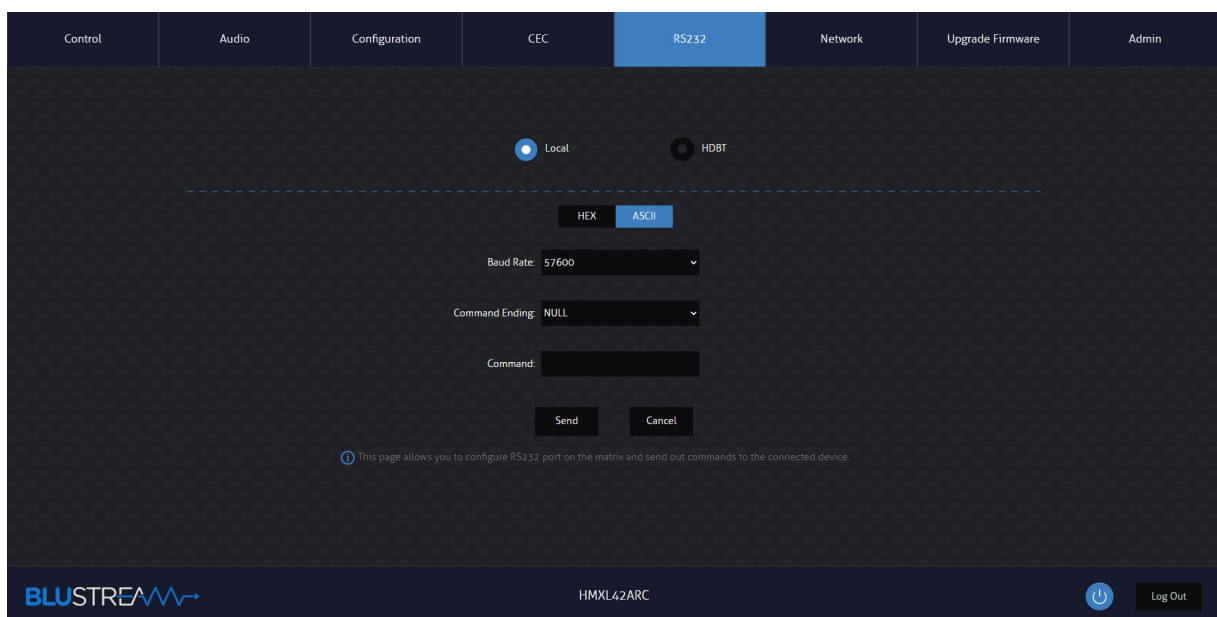 Control Audio Configuration CEC RS232 Network Upgrade Firmware Admin
Local HDBT
HEX ASCII
Baud Rate: 57600
Command Ending: NULL
Command:
Send Cancel
This page allows you to configure RS232 port on the matrix and send out commands to the connected device.
BLUSTREAM HMXL42ARC Log Out